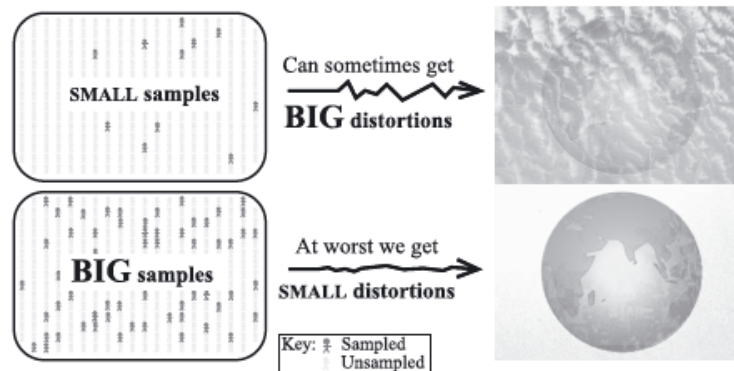 SMALL samples
Can sometimes get
BIG distortions
BIG samples
At worst we get
SMALL distortions
Key: Sampled
Unsampled